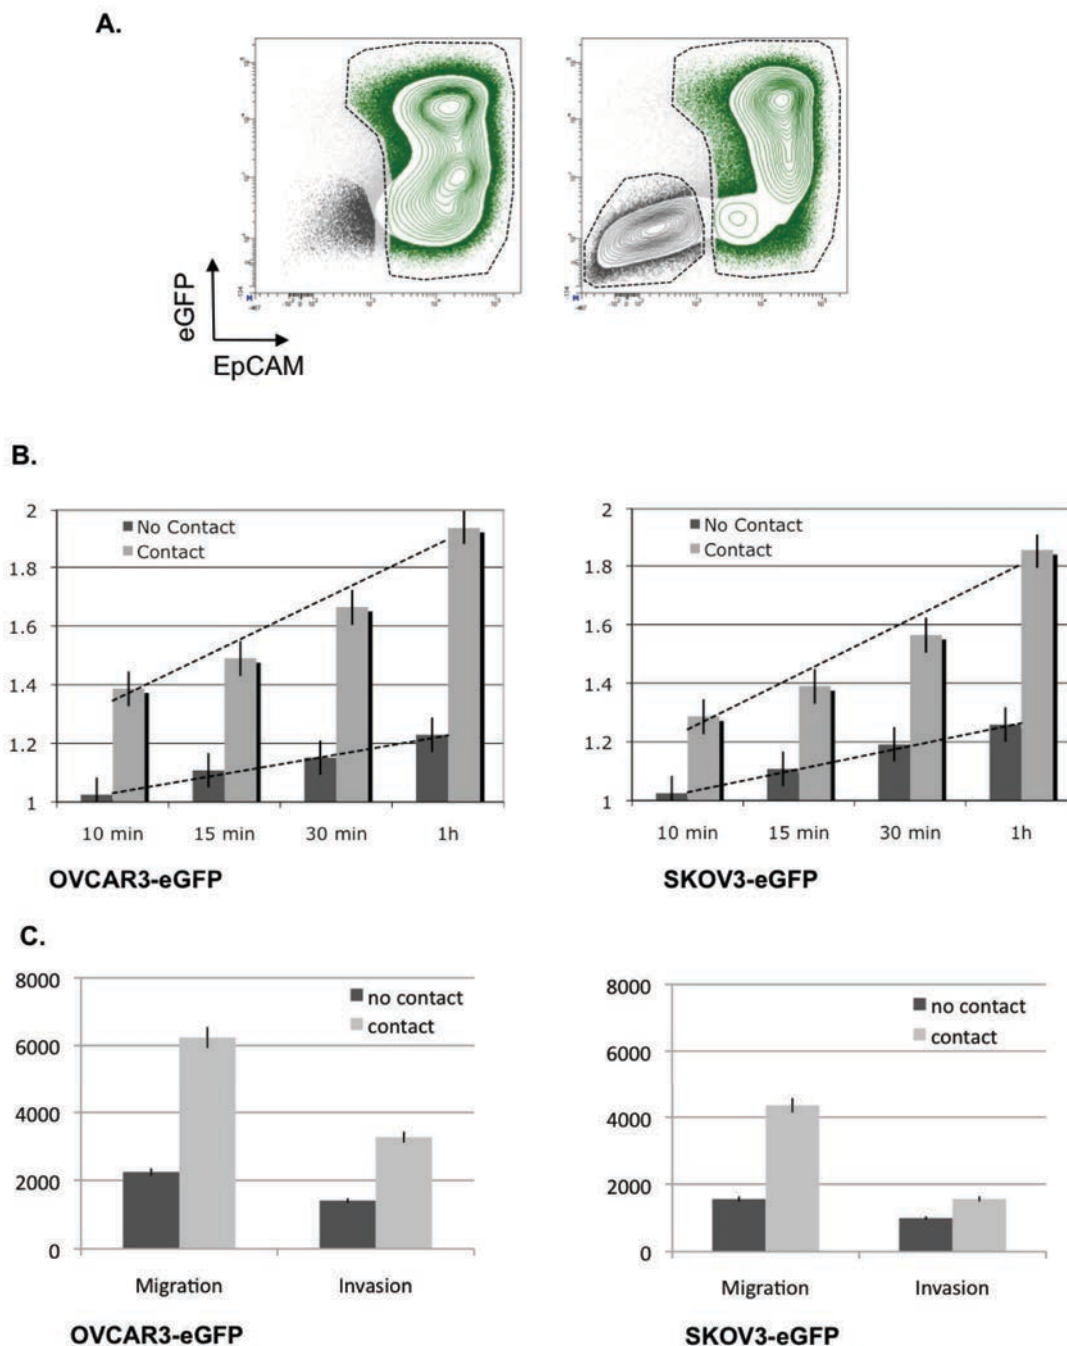 A.
eGFP
EpCAM
B.
2
1.8
1.6
1.4
1.2
1
No Contact
Contact
10 min 15 min 30 min 1h
OVCAR3-eGFP
2
1.8
1.6
1.4
1.2
1
No Contact
Contact
10 min 15 min 30 min 1h
SKOV3-eGFP
C.
8000
6000
4000
2000
0
no contact
contact
Migration Invasion
OVCAR3-eGFP
8000
6000
4000
2000
0
no contact
contact
Migration Invasion
SKOV3-eGFP